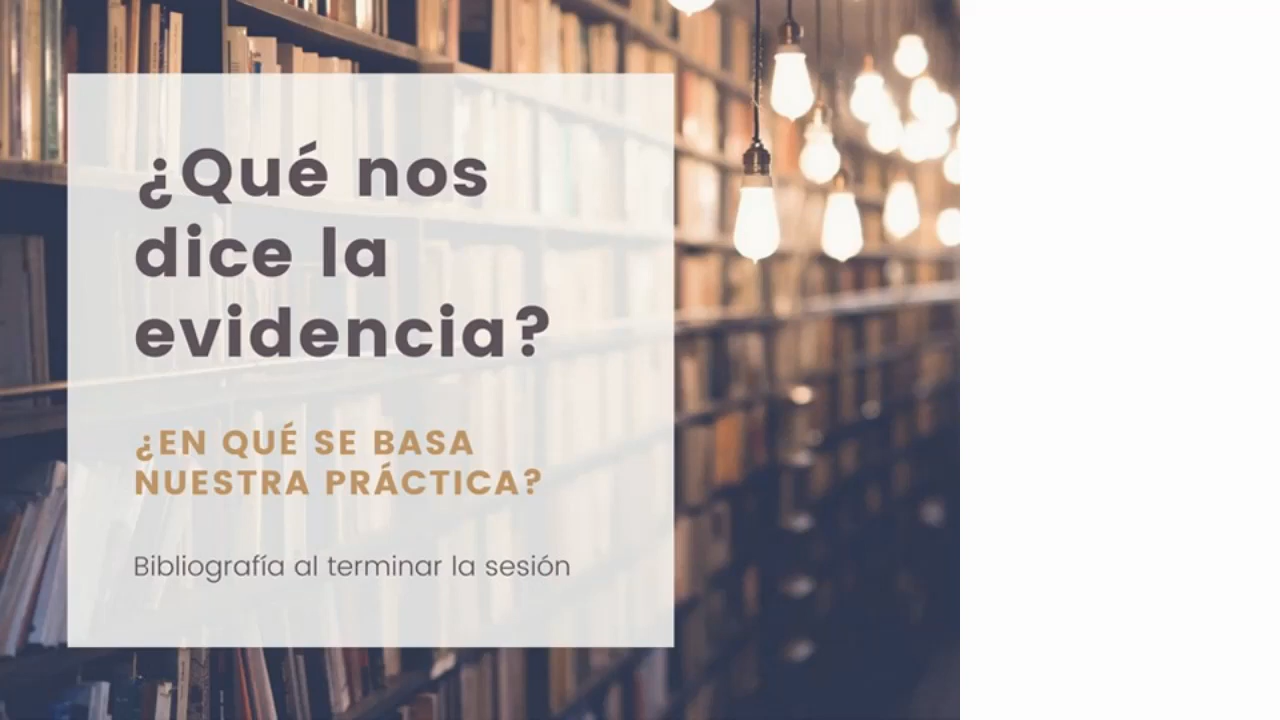 ¿Qué nos
dice la
evidencia?
¿EN QUÉ SE BASA
NUESTRA PRÁCTICA?
Bibliografía al terminar la sesión